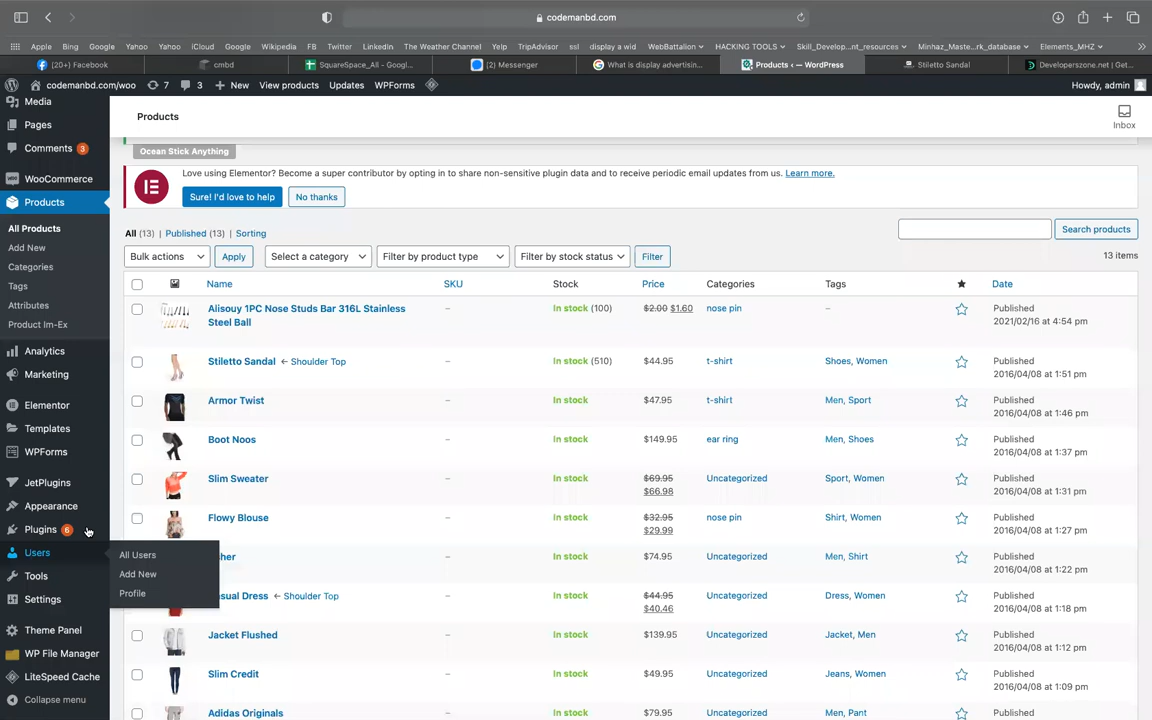 codemanbd.com
Apple Bing Google Yahoo Yahoo iCloud Google Wikipedia FB Twitter LinkedIn The Weather Channel Yelp TripAdvisor ssl display a wid WebBattalion HACKING TOOLS Skill_Develop...nt_resources Minhaz_Maste...rk_database Elements_MHZ
(20+) Facebook cmbd SquareSpace_All - Googl... (2) Messenger What is display advertisin... Products ‹ — WordPress Stiletto Sandal Developerszone.net | Get...
codemanbd.com/woo 7 3 + New View products Updates WPForms Howdy, admin
Media
Pages
Comments 3
WooCommerce
Products
All Products
Add New
Categories
Tags
Attributes
Product Im-Ex
Analytics
Marketing
Elementor
Templates
WPForms
JetPlugins
Appearance
Plugins 6
Users
Tools
Settings
Theme Panel
WP File Manager
LiteSpeed Cache
Collapse menu
All Users
Add New
Profile
Products
Inbox
Ocean Stick Anything
Love using Elementor? Become a super contributor by opting in to share non-sensitive plugin data and to receive periodic email updates from us. Learn more.
Sure! I'd love to help No thanks
All (13) | Published (13) | Sorting
Search products
Bulk actions Apply Select a category Filter by product type Filter by stock status Filter
13 items
Name SKU Stock Price Categories Tags Date
Alisouy 1PC Nose Studs Bar 316L Stainless In stock (100) $2.00 $1.60 nose pin – Published
Steel Ball 2021/02/16 at 4:54 pm
Stiletto Sandal ← Shoulder Top – In stock (510) $44.95 t-shirt Shoes, Women Published
2016/04/08 at 1:51 pm
Armor Twist – In stock $47.95 t-shirt Men, Sport Published
2016/04/08 at 1:46 pm
Boot Noos – In stock $149.95 ear ring Men, Shoes Published
2016/04/08 at 1:37 pm
Slim Sweater – In stock $69.95 Uncategorized Sport, Women Published
$66.98 2016/04/08 at 1:31 pm
Flowy Blouse – In stock $32.95 nose pin Shirt, Women Published
$29.99 2016/04/08 at 1:27 pm
her – In stock $74.95 Uncategorized Men, Shirt Published
2016/04/08 at 1:22 pm
sual Dress ← Shoulder Top – In stock $44.95 Uncategorized Dress, Women Published
$40.46 2016/04/08 at 1:18 pm
Jacket Flushed – In stock $139.95 Uncategorized Jacket, Men Published
2016/04/08 at 1:12 pm
Slim Credit – In stock $49.95 Uncategorized Jeans, Women Published
2016/04/08 at 1:09 pm
Adidas Originals – In stock $79.95 Uncategorized Men, Pant Published